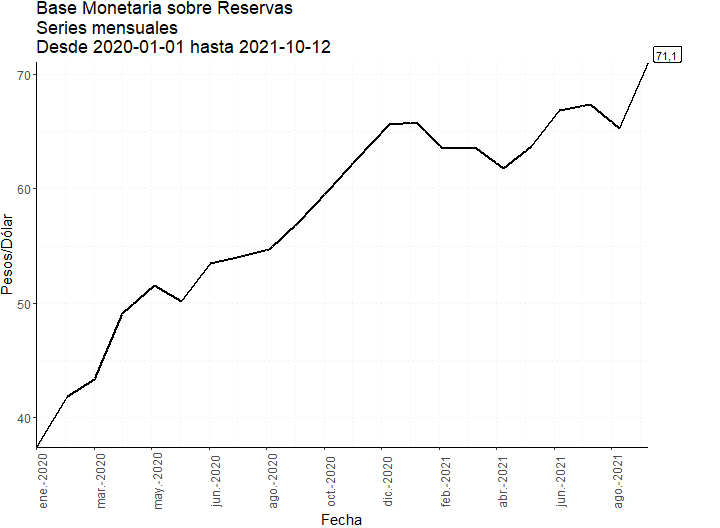 Base Monetaria sobre Reservas
Series mensuales
Desde 2020-01-01 hasta 2021-10-12
71,1
70
60
50
40
Pesos/Dólar
ene.-2020
mar.-2020
may.-2020
jun.-2020
ago.-2020
oct.-2020
dic.-2020
feb.-2021
abr.-2021
jun.-2021
ago.-2021
Fecha